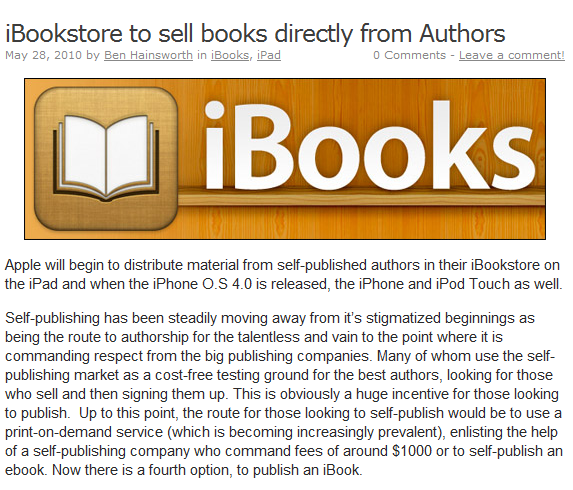 iBookstore to sell books directly from Authors
May 28, 2010 by Ben Hainsworth in iBooks, iPad 0 Comments - Leave a comment!
iBooks
Apple will begin to distribute material from self-published authors in their iBookstore on
the iPad and when the iPhone O.S 4.0 is released, the iPhone and iPod Touch as well.
Self-publishing has been steadily moving away from it's stigmatized beginnings as
being the route to authorship for the talentless and vain to the point where it is
commanding respect from the big publishing companies. Many of whom use the self-
publishing market as a cost-free testing ground for the best authors, looking for those
who sell and then signing them up. This is obviously a huge incentive for those looking
to publish.  Up to this point, the route for those looking to self-publish would be to use a
print-on-demand service (which is becoming increasingly prevalent), enlisting the help
of a self-publishing company who command fees of around $1000 or to self-publish an
ebook. Now there is a fourth option, to publish an iBook.